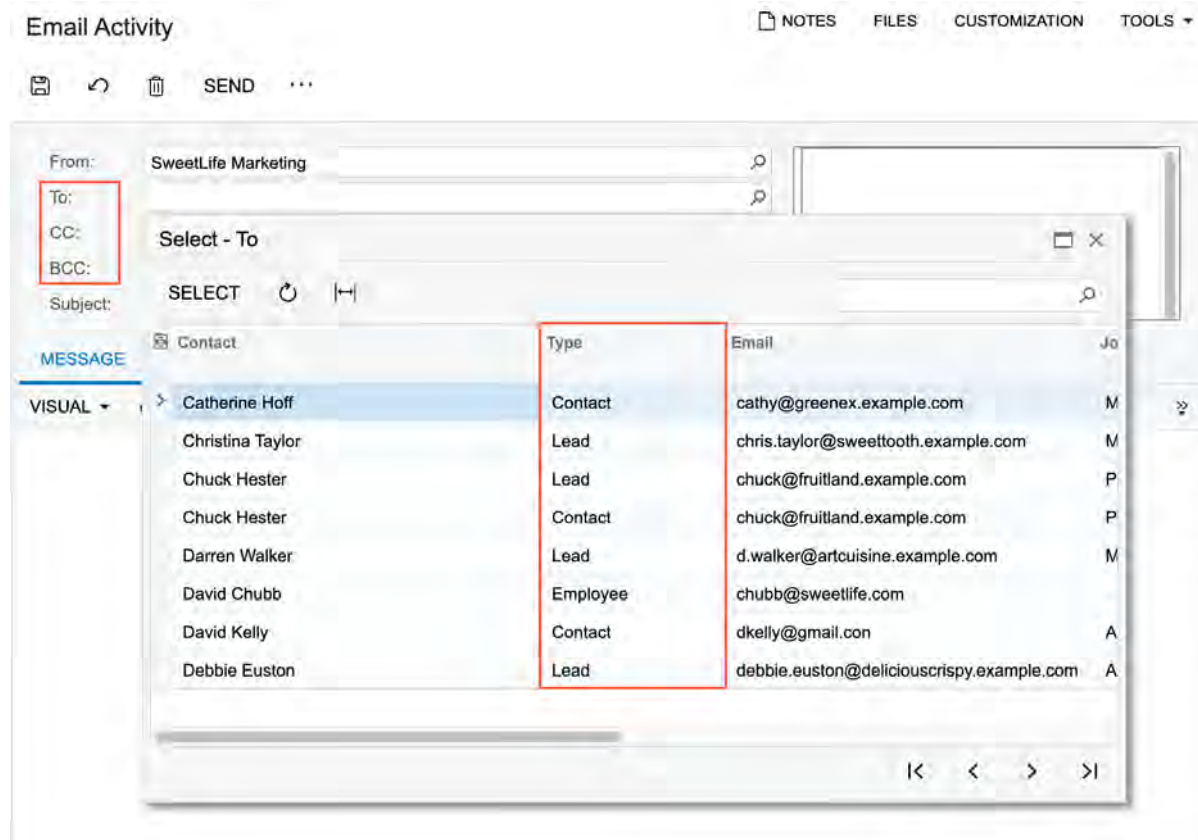 Email Activity
NOTES FILES CUSTOMIZATION TOOLS
SEND ...
From: SweetLife Marketing
To:
CC:
BCC:
Subject:
MESSAGE
VISUAL
Select - To
SELECT
Contact Type Email Jo
Catherine Hoff Contact cathy@greenex.example.com M
Christina Taylor Lead chris.taylor@sweettooth.example.com M
Chuck Hester Lead chuck@fruitland.example.com P
Chuck Hester Contact chuck@fruitland.example.com P
Darren Walker Lead d.walker@artcuisine.example.com M
David Chubb Employee chubb@sweetlife.com
David Kelly Contact dkelly@gmail.con A
Debbie Euston Lead debbie.euston@deliciouscrispy.example.com A